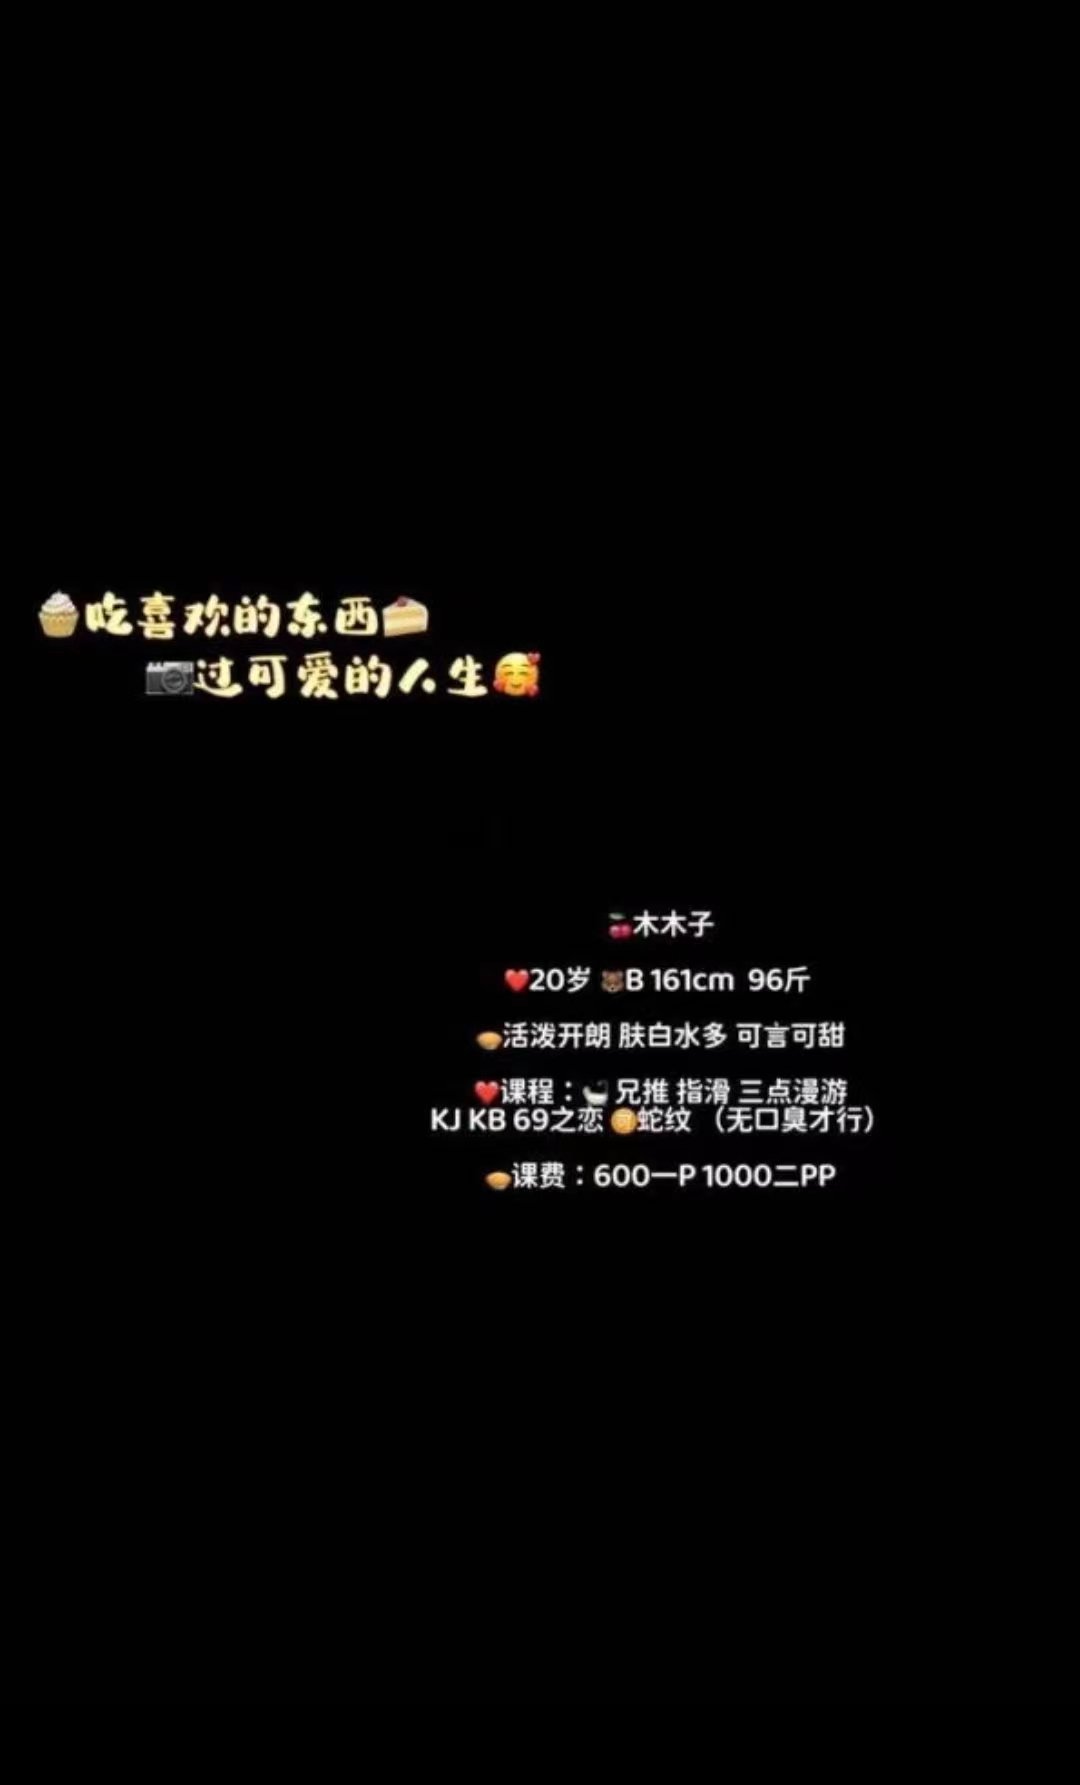 🧁吃喜欢的东西🍰
📷过可爱的人生🥰
🍒木木子
❤️20岁 🐻B 161cm 96斤
🥧活泼开朗 肤白水多 可言可甜
❤️课程：🛀 兄推 指滑 三点漫游
KJ KB 69之恋 🉑蛇纹 （无口臭才行）
🥧课费：600一P 1000二PP